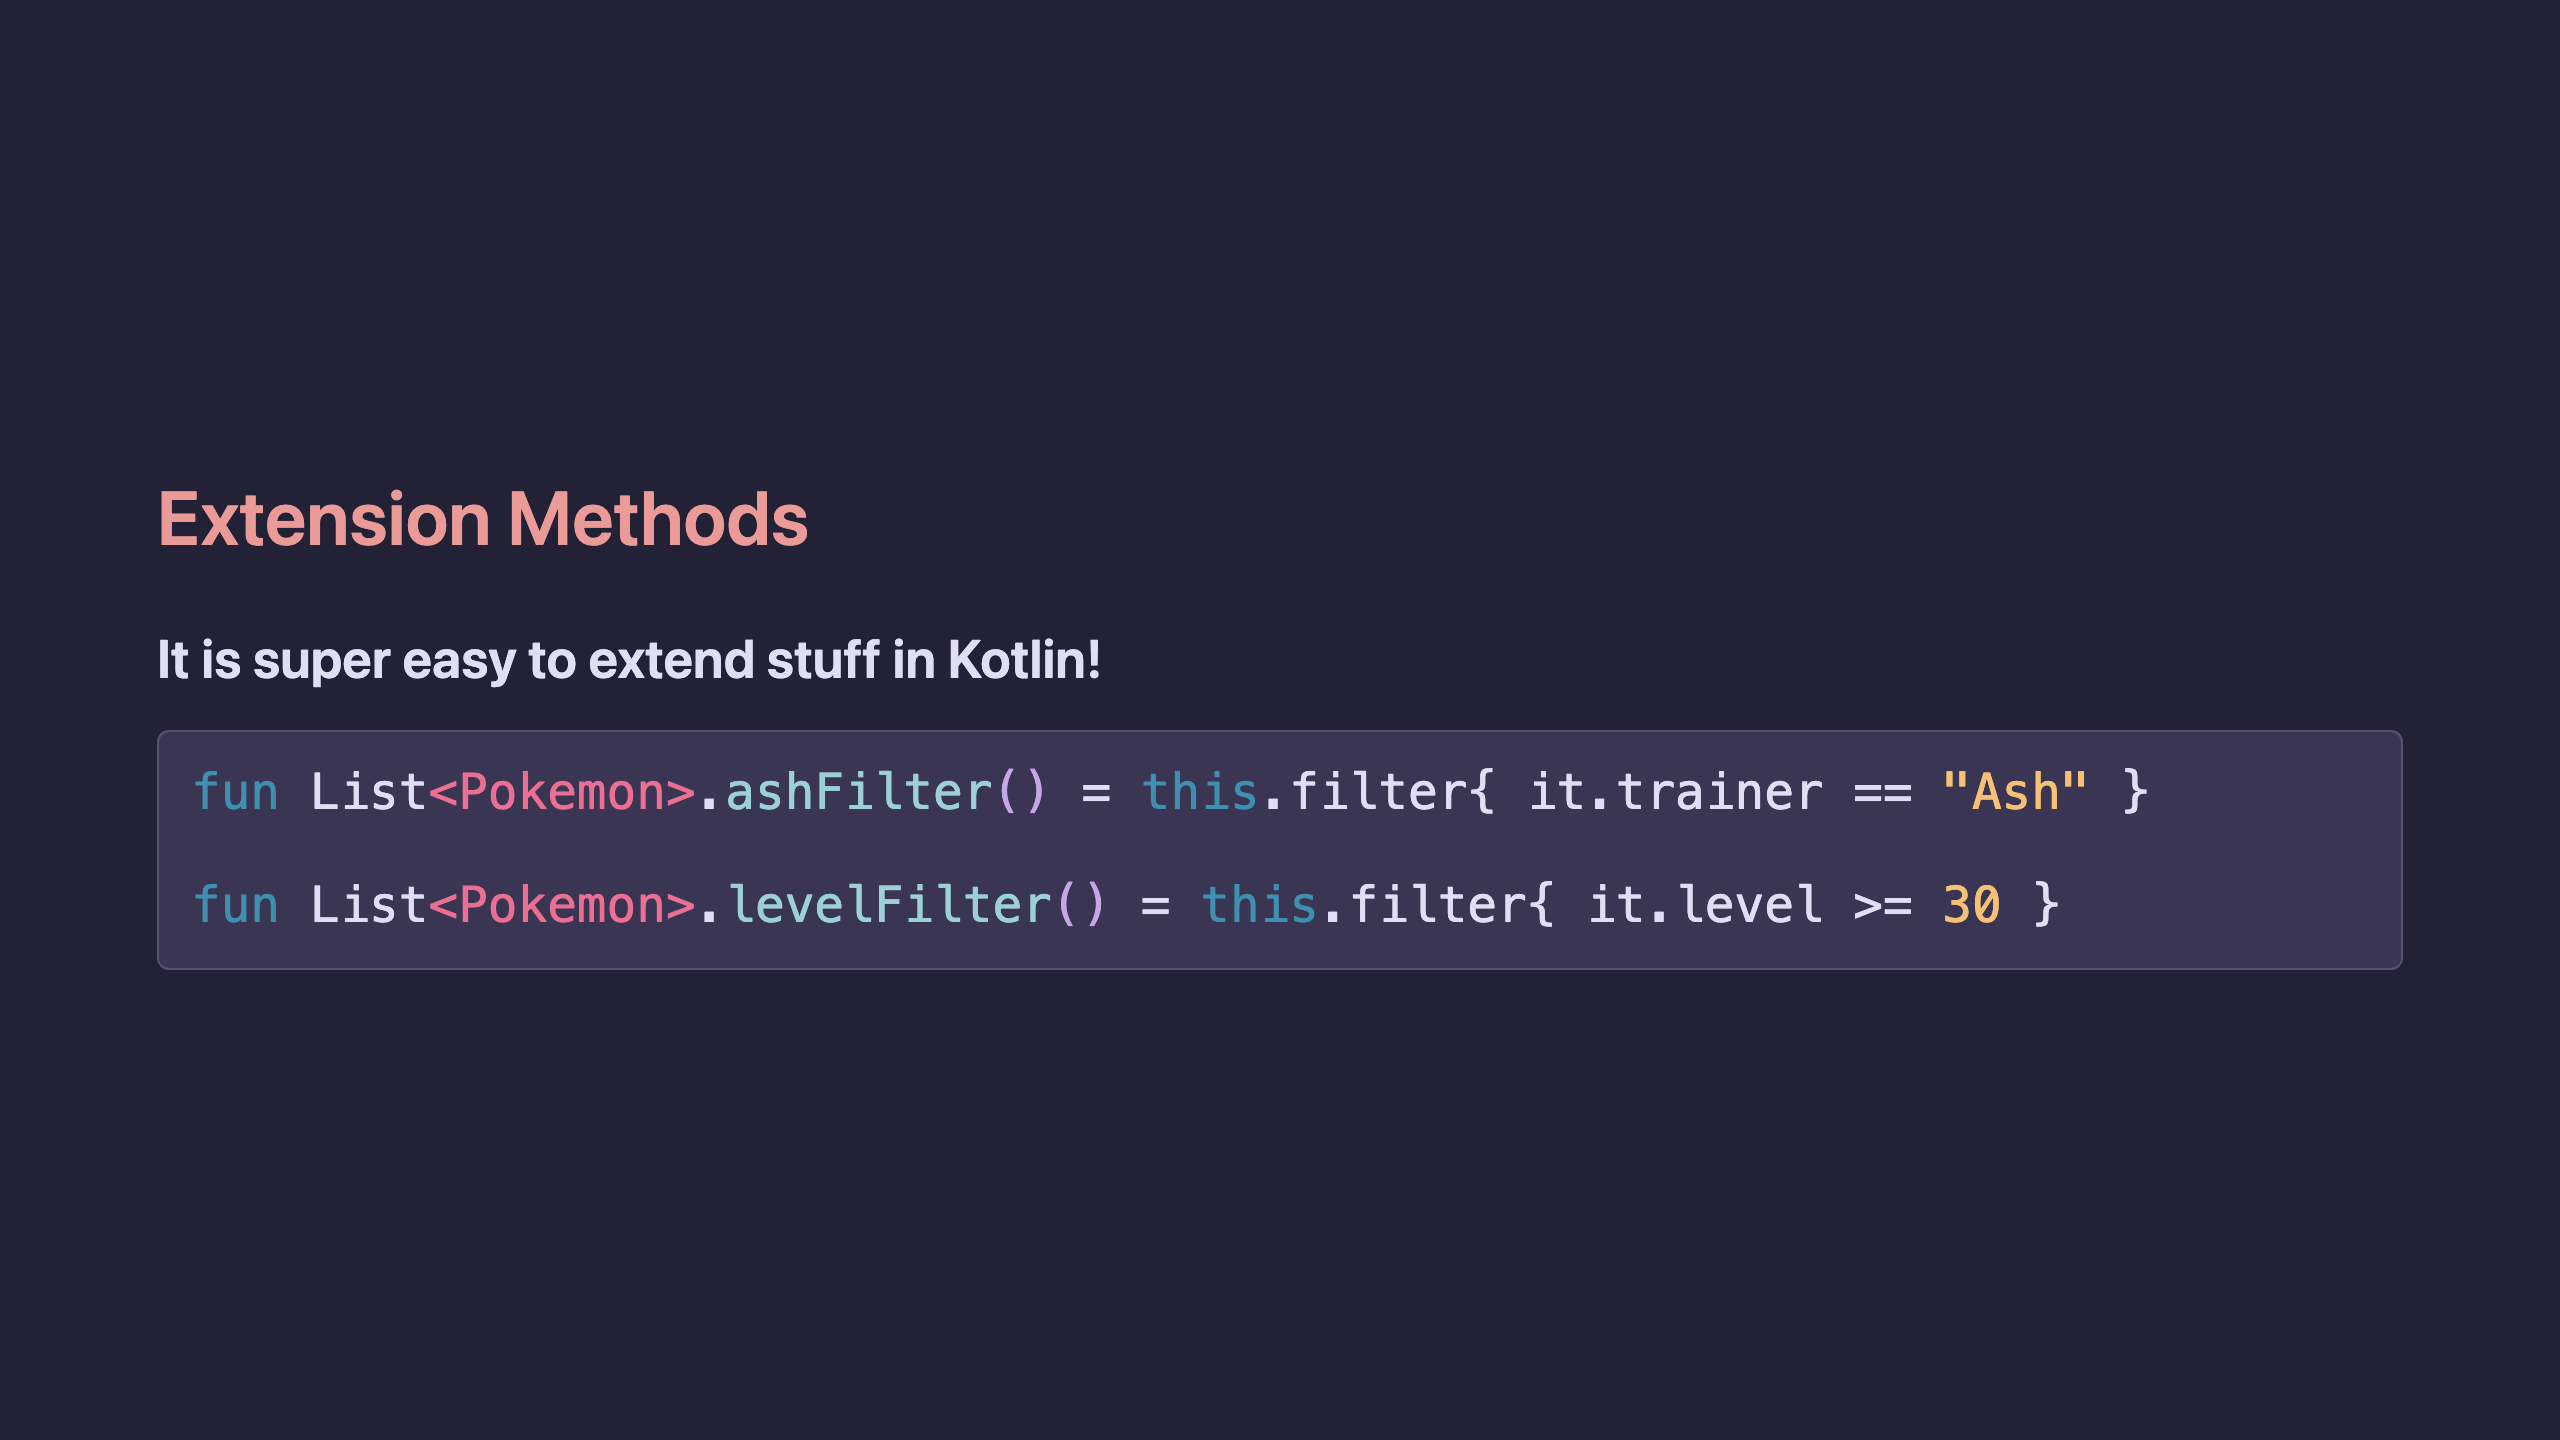 Extension Methods
It is super easy to extend stuff in Kotlin!
fun List<Pokemon>.ashFilter() = this.filter{ it.trainer == "Ash" }
fun List<Pokemon>.levelFilter() = this.filter{ it.level >= 30 }